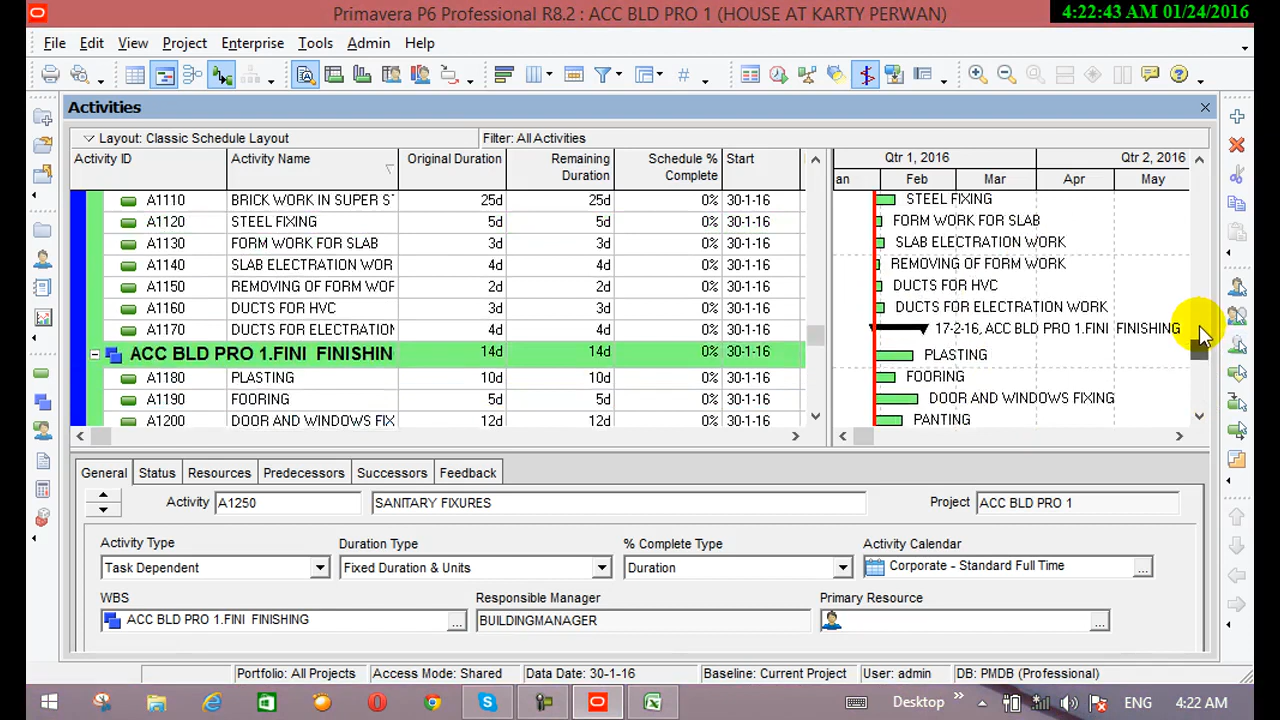 Primavera P6 Professional R8.2 : ACC BLD PRO 1 (HOUSE AT KARTY PERWAN)
4:22:43 AM 01/24/2016
File Edit View Project Enterprise Tools Admin Help
Activities
Layout: Classic Schedule Layout
Filter: All Activities
Activity ID Activity Name Original Duration Remaining Duration Schedule % Complete Start
Qtr 1, 2016 Qtr 2, 2016
an Feb Mar Apr May
A1110 BRICK WORK IN SUPER S 25d 25d 0% 30-1-16
STEEL FIXING
A1120 STEEL FIXING 5d 5d 0% 30-1-16
FORM WORK FOR SLAB
A1130 FORM WORK FOR SLAB 3d 3d 0% 30-1-16
SLAB ELECTRATION WORK
A1140 SLAB ELECTRATION WOR 4d 4d 0% 30-1-16
REMOVING OF FORM WORK
A1150 REMOVING OF FORM WOR 2d 2d 0% 30-1-16
DUCTS FOR HVC
A1160 DUCTS FOR HVC 3d 3d 0% 30-1-16
DUCTS FOR ELECTRATION WORK
A1170 DUCTS FOR ELECTRATION 4d 4d 0% 30-1-16
17-2-16, ACC BLD PRO 1.FINI FINISHING
ACC BLD PRO 1.FINI FINISHIN 14d 14d 0% 30-1-16
PLASTING
A1180 PLASTING 10d 10d 0% 30-1-16
FOORING
A1190 FOORING 5d 5d 0% 30-1-16
DOOR AND WINDOWS FIXING
A1200 DOOR AND WINDOWS FIX 12d 12d 0% 30-1-16
PANTING
General Status Resources Predecessors Successors Feedback
Activity A1250 SANITARY FIXURES Project ACC BLD PRO 1
Activity Type Duration Type % Complete Type Activity Calendar
Task Dependent Fixed Duration & Units Duration Corporate - Standard Full Time ...
WBS Responsible Manager Primary Resource
ACC BLD PRO 1.FINI FINISHING ... BUILDINGMANAGER ...
Portfolio: All Projects Access Mode: Shared Data Date: 30-1-16 Baseline: Current Project User: admin DB: PMDB (Professional)
Desktop ENG 4:22 AM